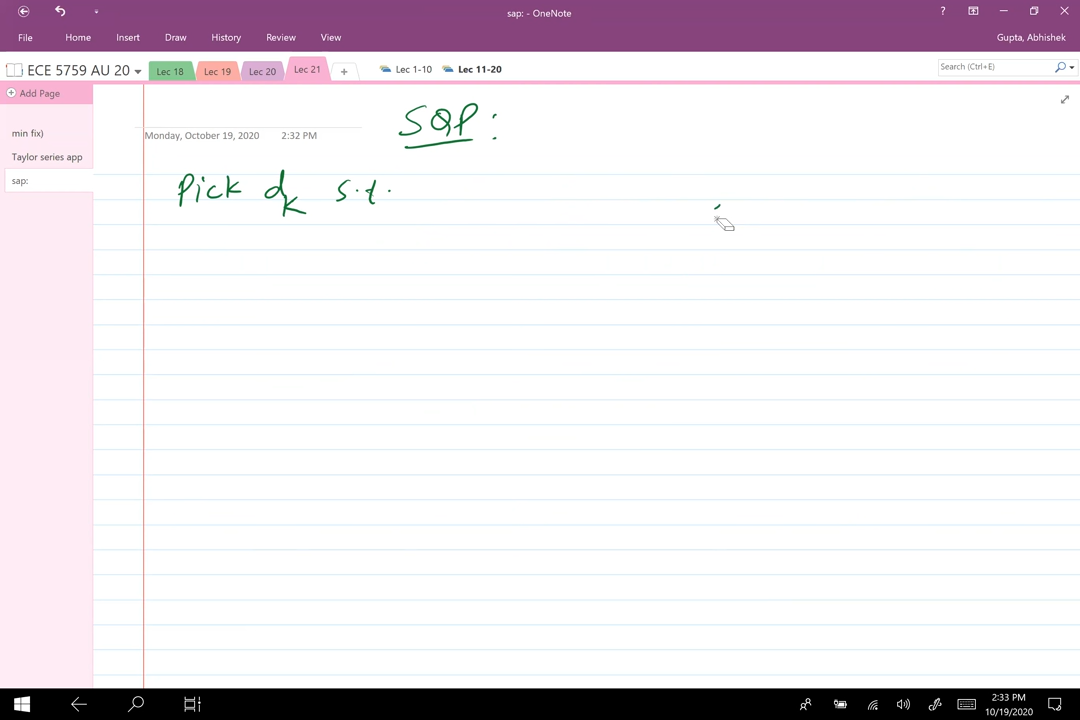 sap: - OneNote
?
File Home Insert Draw History Review View
Gupta, Abhishek
ECE 5759 AU 20 Lec 18 Lec 19 Lec 20 Lec 21 + Lec 1-10 Lec 11-20
Search (Ctrl+E)
Add Page
min fix)
Taylor series app
sap:
Monday, October 19, 2020 2:32 PM
SQP:
Pick dk s.t.
2:33 PM
10/19/2020